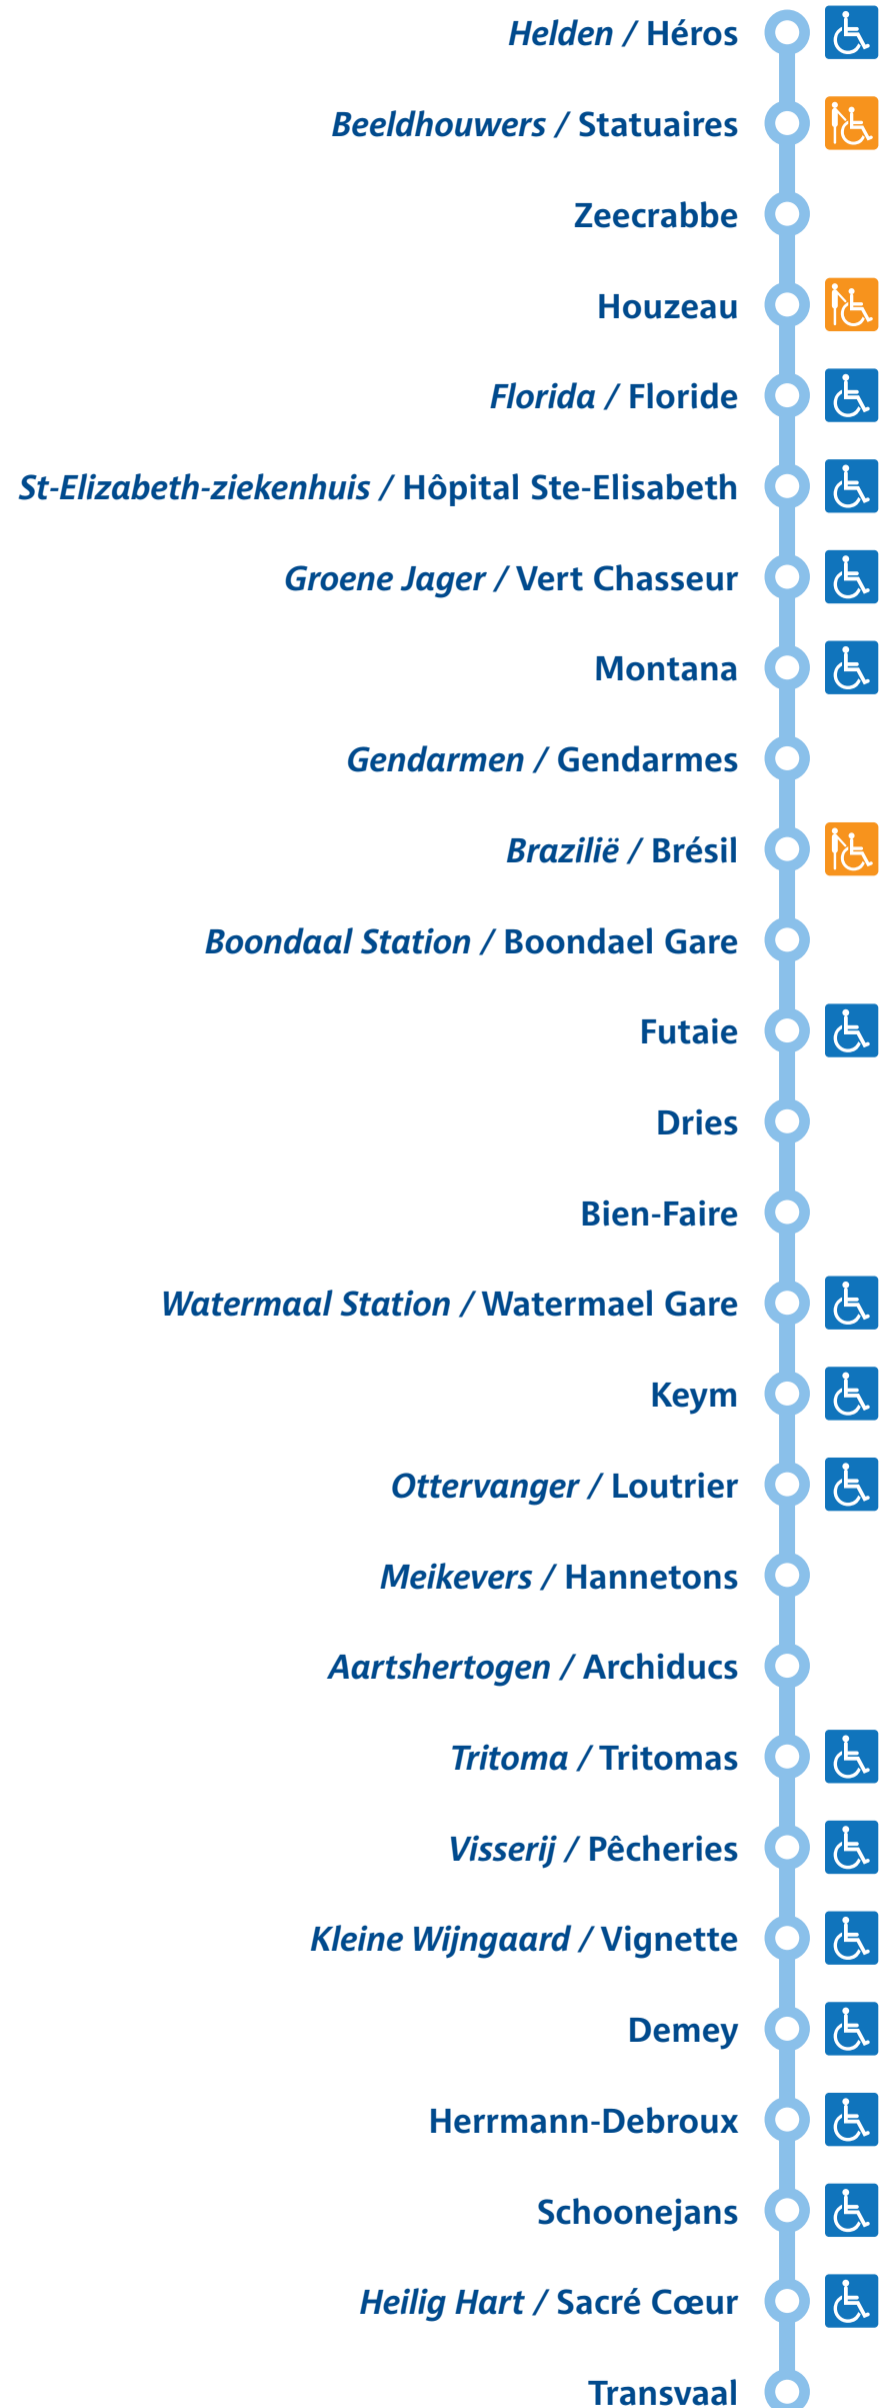 Helden / Héros
Beeldhouwers / Statuaires
Zeecrabbe
Houzeau
Florida / Floride
St-Elizabeth-ziekenhuis / Hôpital Ste-Elisabeth
Groene Jager / Vert Chasseur
Montana
Gendarmen / Gendarmes
Brazilië / Brésil
Boondaal Station / Boondael Gare
Futaie
Dries
Bien-Faire
Watermaal Station / Watermael Gare
Keym
Ottervanger / Loutrier
Meikevers / Hannetons
Aartshertogen / Archiducs
Tritoma / Tritomas
Visserij / Pêcheries
Kleine Wijngaard / Vignette
Demey
Herrmann-Debroux
Schoonejans
Heilig Hart / Sacré Cœur
Transvaal